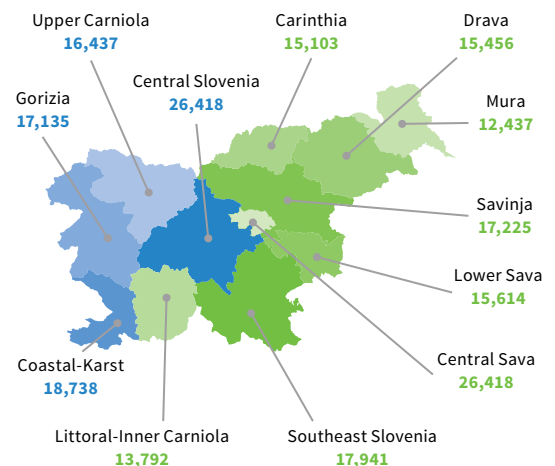 Upper Carniola
16,437
Carinthia
15,103
Drava
15,456
Central Slovenia
26,418
Gorizia
17,135
Mura
12,437
Savinja
17,225
Lower Sava
15,614
Central Sava
26,418
Coastal-Karst
18,738
Littoral-Inner Carniola
13,792
Southeast Slovenia
17,941